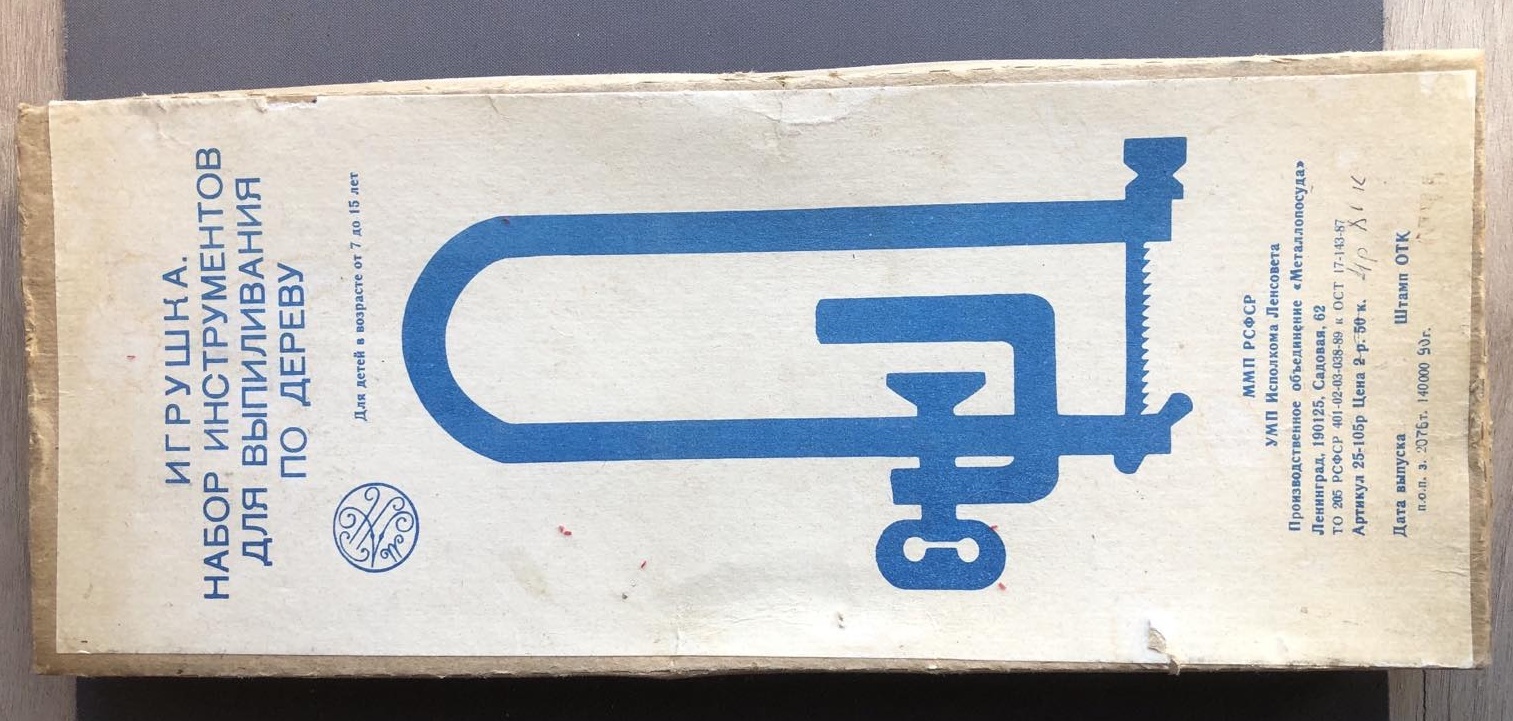 ИГРУШКА.
НАБОР ИНСТРУМЕНТОВ
ДЛЯ ВЫПИЛИВАНИЯ
ПО ДЕРЕВУ
Для детей в возрасте от 7 до 15 лет
ММП РСФСР
УМП Исполкома Ленсовета
Производственное объединение «Металлопосуда»
Ленинград, 190125, Садовая, 62
ТО 205 РСФСР 401-02-03-038-89 к ОСТ 17-143-87
Артикул 25-105р Цена 2 р. 50 к.
Дата выпуска Штамп ОТК
п.о.п. з. 2076т. 140000 90г.